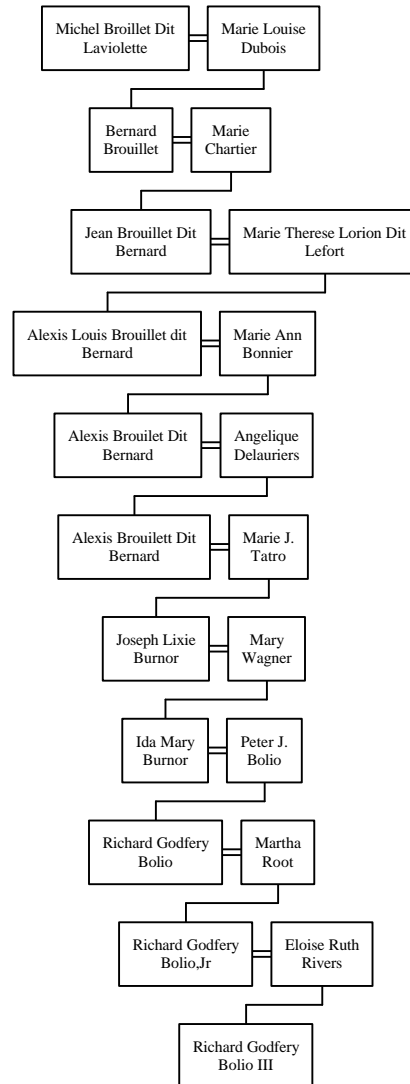 Michel Broillet Dit
Laviolette
Marie Louise
Dubois
Bernard
Brouillet
Marie
Chartier
Jean Brouillet Dit
Bernard
Marie Therese Lorion Dit
Lefort
Alexis Louis Brouillet dit
Bernard
Marie Ann
Bonnier
Alexis Brouilet Dit
Bernard
Angelique
Delauriers
Alexis Brouilett Dit
Bernard
Marie J.
Tatro
Joseph Lixie
Burnor
Mary
Wagner
Ida Mary
Burnor
Peter J.
Bolio
Richard Godfery
Bolio
Martha
Root
Richard Godfery
Bolio,Jr
Eloise Ruth
Rivers
Richard Godfery
Bolio III